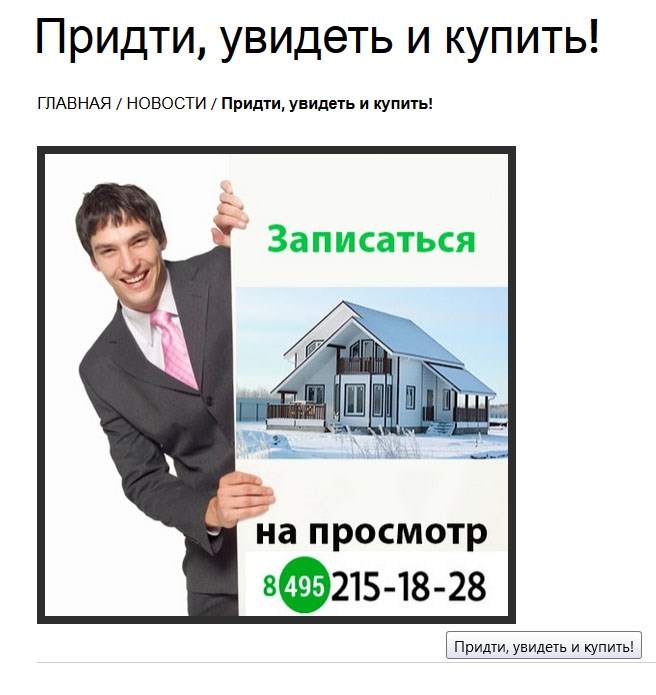 Придти, увидеть и купить!
ГЛАВНАЯ / НОВОСТИ / Придти, увидеть и купить!
Записаться
на просмотр
8 495 215-18-28
Придти, увидеть и купить!